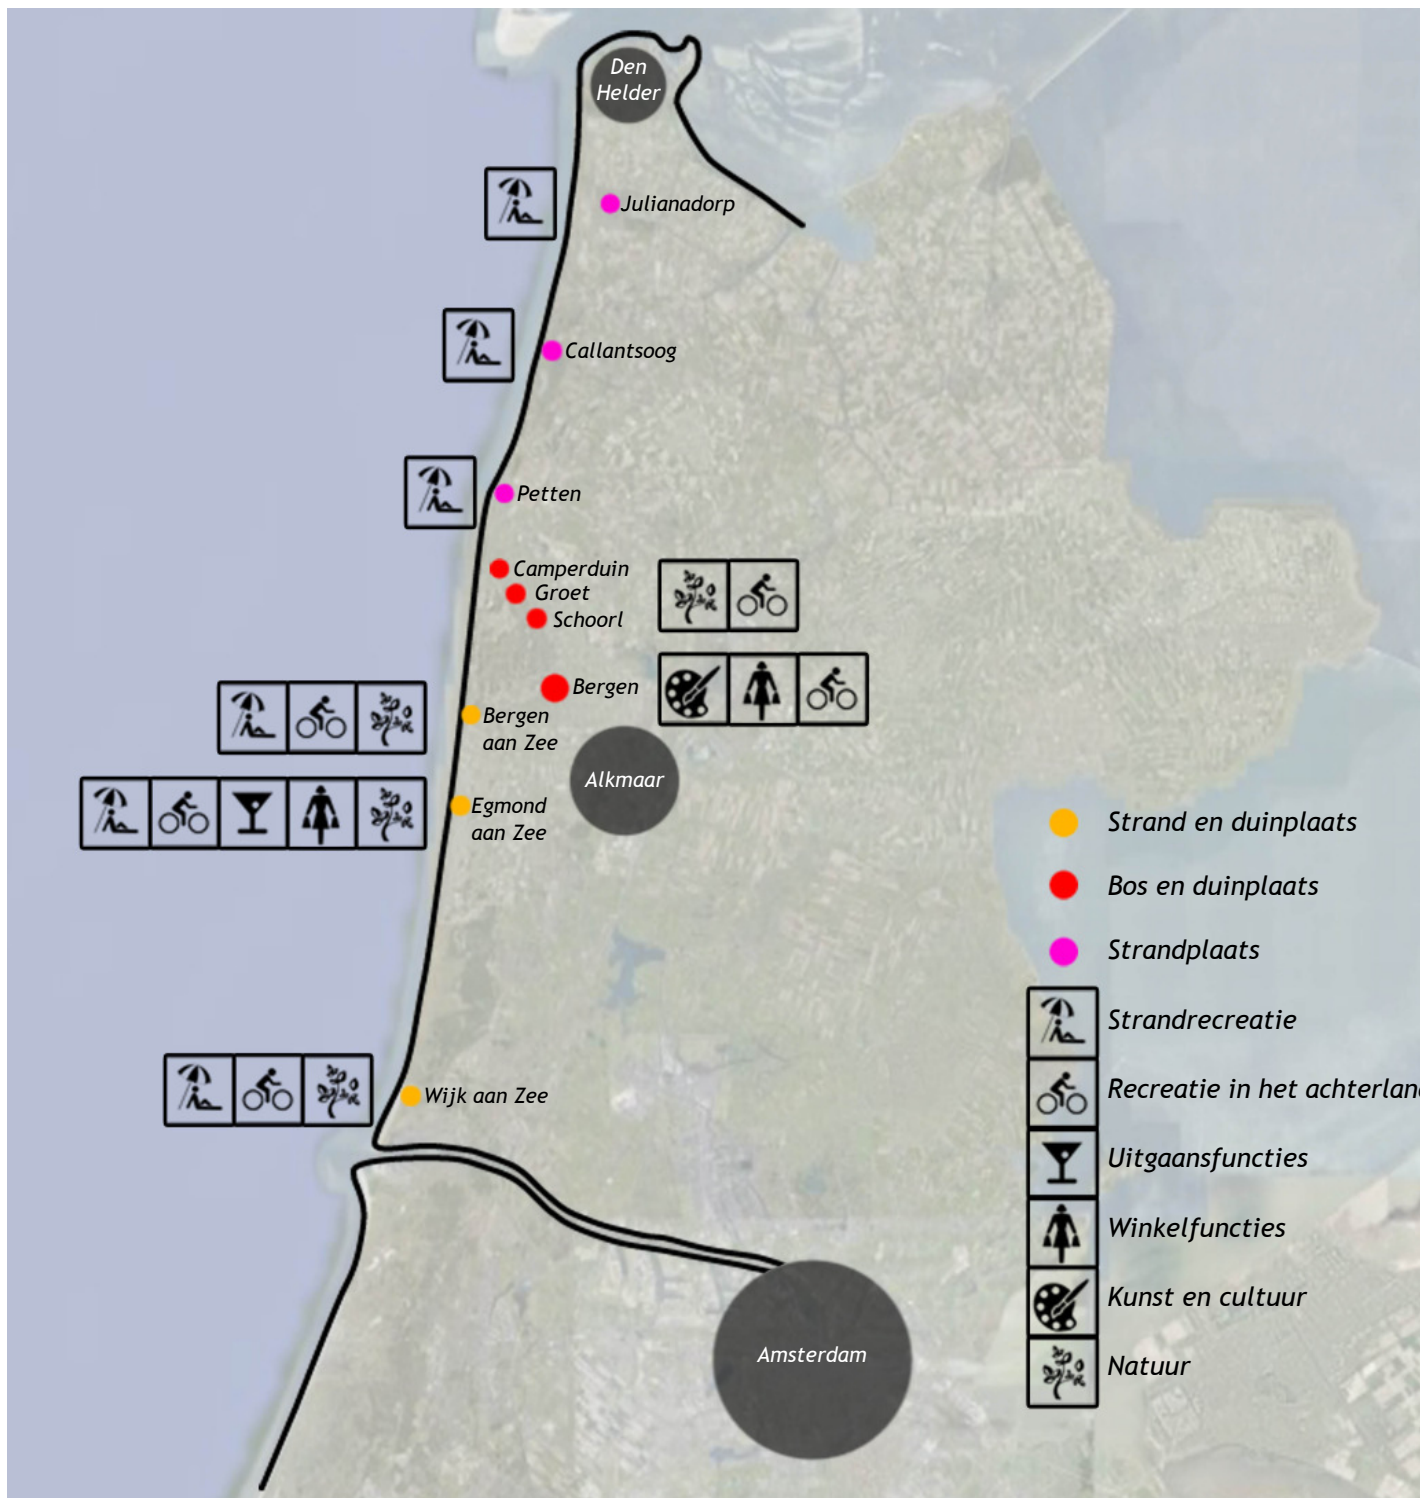 Den
Helder
Julianadorp
Callantsoog
Petten
Camperduin
Groet
Schoorl
Bergen
Bergen
aan Zee
Alkmaar
Egmond
aan Zee
Strand en duinplaats
Bos en duinplaats
Strandplaats
Strandrecreatie
Recreatie in het achterlan
Wijk aan Zee
Uitgaansfuncties
Winkelfuncties
Kunst en cultuur
Amsterdam
Natuur